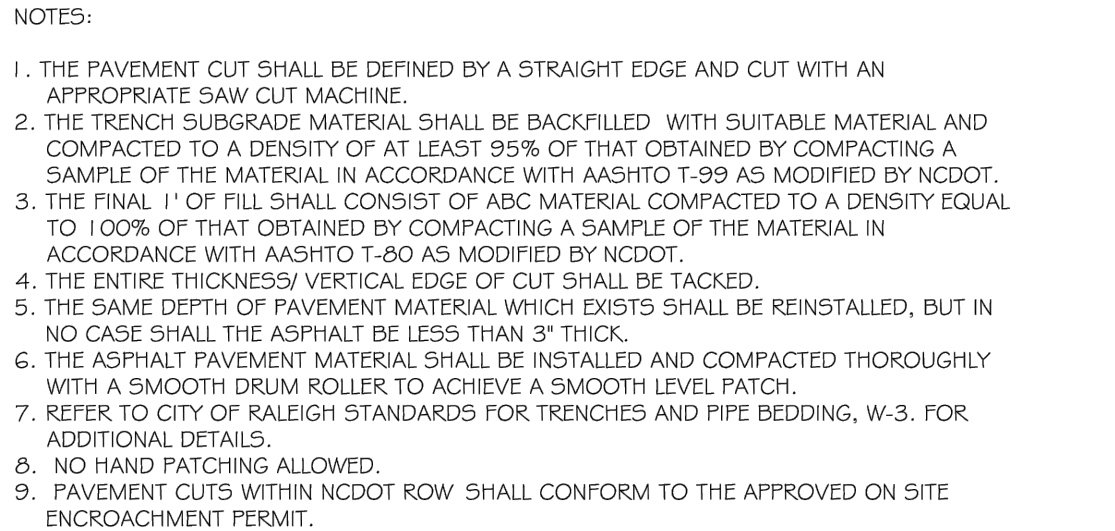 NOTES:
1. THE PAVEMENT CUT SHALL BE DEFINED BY A STRAIGHT EDGE AND CUT WITH AN
APPROPRIATE SAW CUT MACHINE.
2. THE TRENCH SUBGRADE MATERIAL SHALL BE BACKFILLED WITH SUITABLE MATERIAL AND
COMPACTED TO A DENSITY OF AT LEAST 95% OF THAT OBTAINED BY COMPACTING A
SAMPLE OF THE MATERIAL IN ACCORDANCE WITH AASHTO T-99 AS MODIFIED BY NCDOT.
3. THE FINAL 1' OF FILL SHALL CONSIST OF ABC MATERIAL COMPACTED TO A DENSITY EQUAL
TO 100% OF THAT OBTAINED BY COMPACTING A SAMPLE OF THE MATERIAL IN
ACCORDANCE WITH AASHTO T-80 AS MODIFIED BY NCDOT.
4. THE ENTIRE THICKNESS/ VERTICAL EDGE OF CUT SHALL BE TACKED.
5. THE SAME DEPTH OF PAVEMENT MATERIAL WHICH EXISTS SHALL BE REINSTALLED, BUT IN
NO CASE SHALL THE ASPHALT BE LESS THAN 3" THICK.
6. THE ASPHALT PAVEMENT MATERIAL SHALL BE INSTALLED AND COMPACTED THOROUGHLY
WITH A SMOOTH DRUM ROLLER TO ACHIEVE A SMOOTH LEVEL PATCH.
7. REFER TO CITY OF RALEIGH STANDARDS FOR TRENCHES AND PIPE BEDDING, W-3. FOR
ADDITIONAL DETAILS.
8. NO HAND PATCHING ALLOWED.
9. PAVEMENT CUTS WITHIN NCDOT ROW SHALL CONFORM TO THE APPROVED ON SITE
ENCROACHMENT PERMIT.